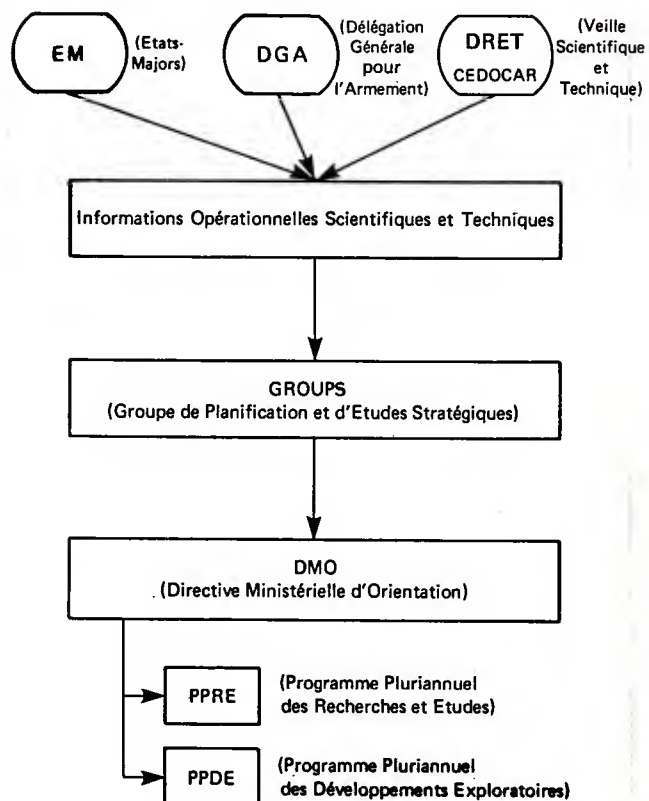 EM
(Etats-
Majors)
DGA
(Délégation
Générale
pour
l'Armement)
DRET
CEDOCAR
(Veille
Scientifique
et
Technique)
Informations Opérationnelles Scientifiques et Techniques
GROUPS
(Groupe de Planification et d'Etudes Stratégiques)
DMO
(Directive Ministérielle d'Orientation)
PPRE
(Programme Pluriannuel
des Recherches et Etudes)
PPDE
(Programme Pluriannuel
des Développements Exploratoires)